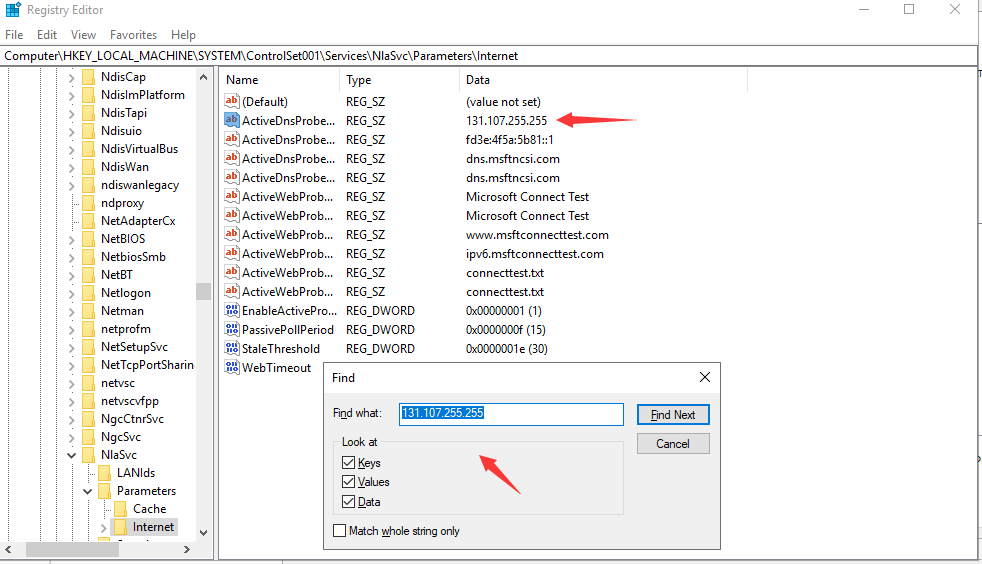 Registry Editor
File Edit View Favorites Help
Computer\HKEY_LOCAL_MACHINE\SYSTEM\ControlSet001\Services\NlaSvc\Parameters\Internet
NdisCap
NdisImPlatform
NdisTapi
Ndisuio
NdisVirtualBus
NdisWan
ndiswanlegacy
ndproxy
NetAdapterCx
NetBIOS
NetbiosSmb
NetBT
Netlogon
Netman
netprofm
NetSetupSvc
NetTcpPortSharin
netvsc
netvscvfpp
NgcCtnrSvc
NgcSvc
NlaSvc
LANIds
Parameters
Cache
Internet
Name Type Data
(Default) REG_SZ (value not set)
ActiveDnsProbe... REG_SZ 131.107.255.255
ActiveDnsProbe... REG_SZ fd3e:4f5a:5b81::1
ActiveDnsProbe... REG_SZ dns.msftncsi.com
ActiveDnsProbe... REG_SZ dns.msftncsi.com
ActiveWebProb... REG_SZ Microsoft Connect Test
ActiveWebProb... REG_SZ Microsoft Connect Test
ActiveWebProb... REG_SZ www.msftconnecttest.com
ActiveWebProb... REG_SZ ipv6.msftconnecttest.com
ActiveWebProb... REG_SZ connecttest.txt
ActiveWebProb... REG_SZ connecttest.txt
EnableActivePro... REG_DWORD 0x00000001 (1)
PassivePollPeriod REG_DWORD 0x0000000f (15)
StaleThreshold REG_DWORD 0x0000001e (30)
WebTimeout
Find
Find what: 131.107.255.255 Find Next
Cancel
Look at
Keys
Values
Data
Match whole string only